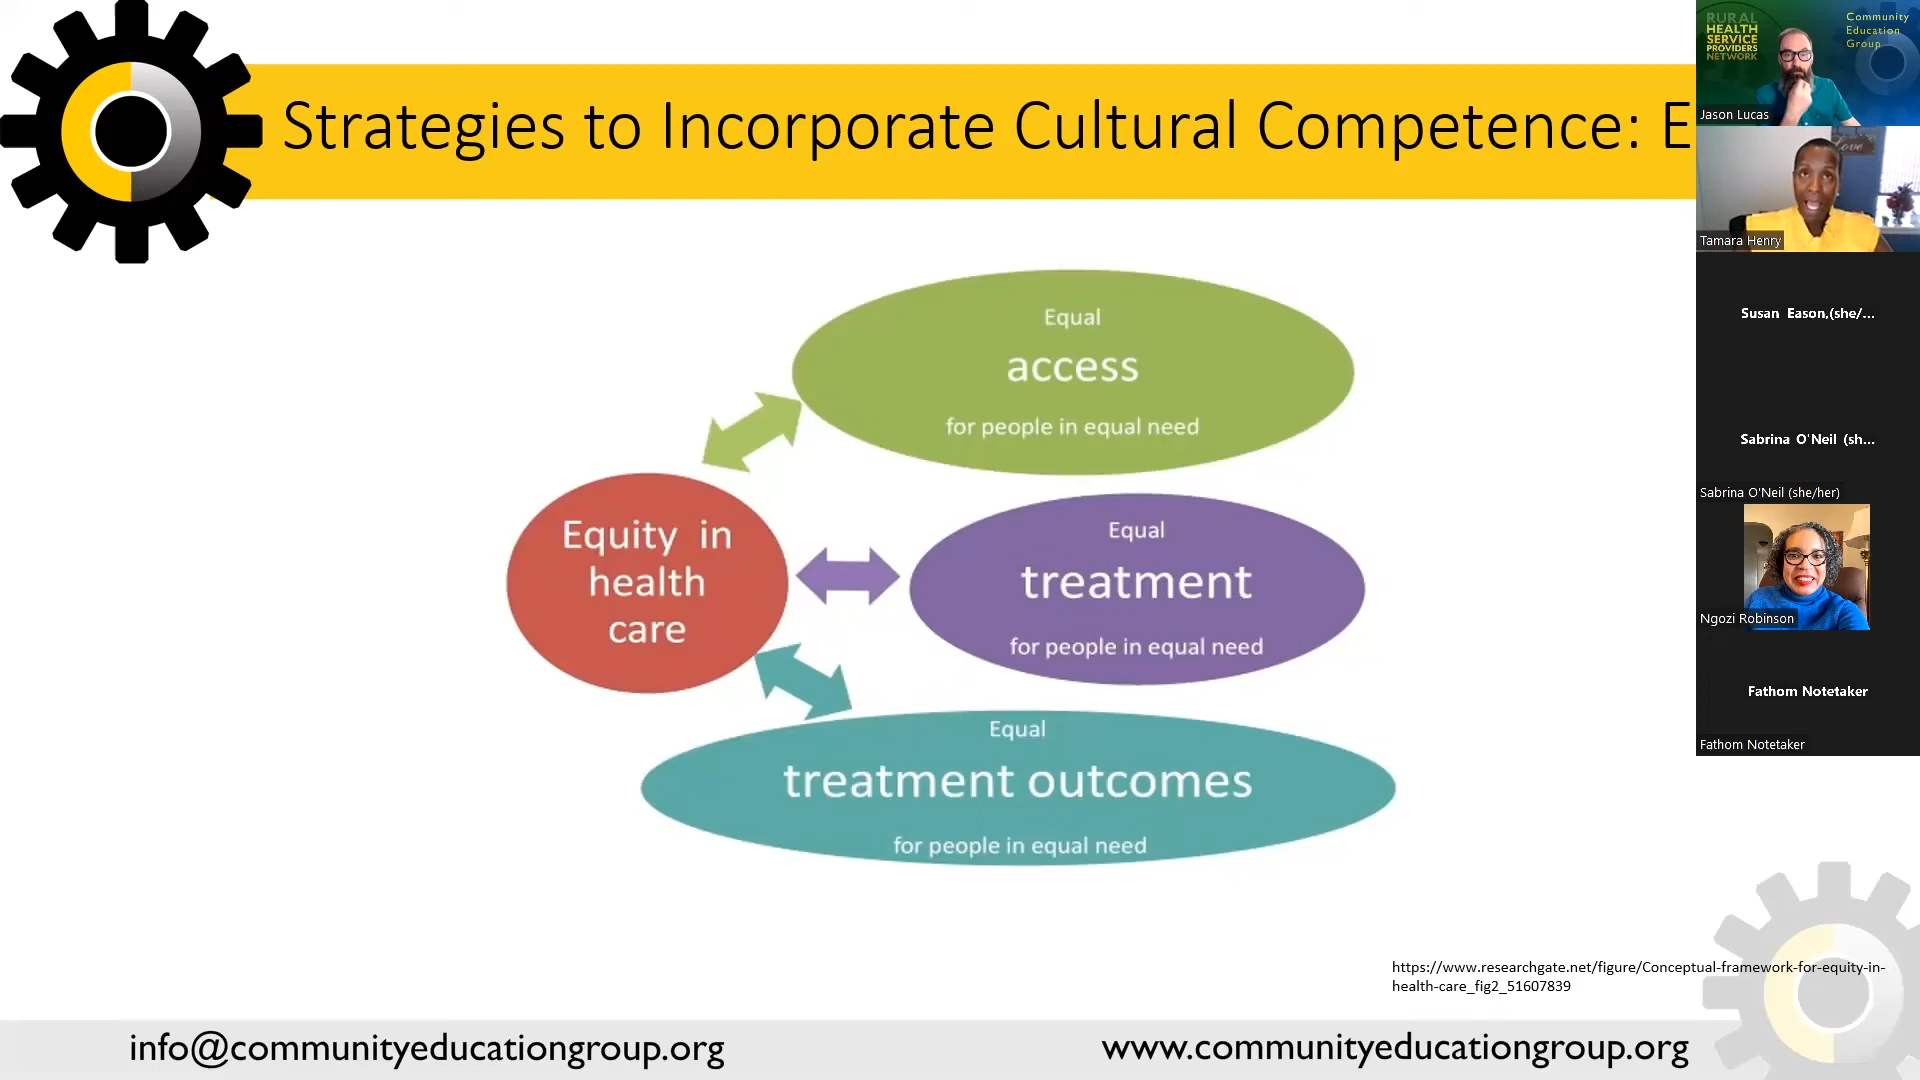 Strategies to Incorporate Cultural Competence: E
Equal
access
for people in equal need
Equity in
health
care
Equal
treatment
for people in equal need
Equal
treatment outcomes
for people in equal need
https://www.researchgate.net/figure/Conceptual-framework-for-equity-in-
health-care_fig2_51607839
info@communityeducationgroup.org
www.communityeducationgroup.org
RURAL
HEALTH
SERVICE
PROVIDERS
NETWORK
Community
Education
Group
Jason Lucas
Love
Tamara Henry
Susan Eason,(she/...
Sabrina O'Neil (sh...
Sabrina O'Neil (she/her)
Ngozi Robinson
Fathom Notetaker
Fathom Notetaker